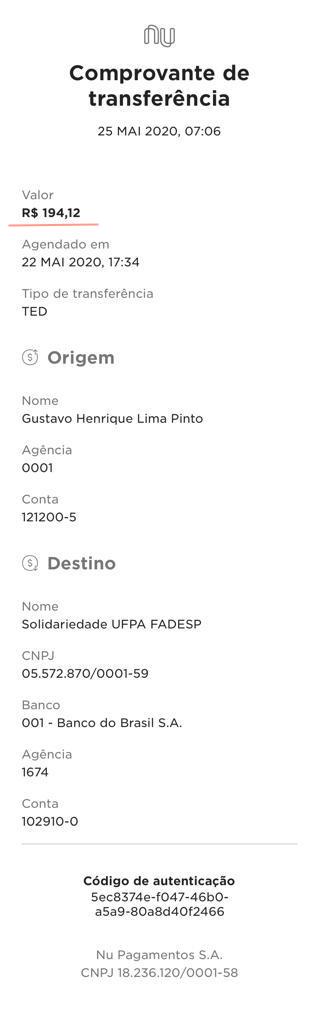 nu
Comprovante de
transferência
25 MAI 2020, 07:06
Valor
R$ 194,12
Agendado em
22 MAI 2020, 17:34
Tipo de transferência
TED
Origem
Nome
Gustavo Henrique Lima Pinto
Agência
0001
Conta
121200-5
Destino
Nome
Solidariedade UFPA FADESP
CNPJ
05.572.870/0001-59
Banco
001 - Banco do Brasil S.A.
Agência
1674
Conta
102910-0
Código de autenticação
5ec8374e-f047-46b0-
a5a9-80a8d40f2466
Nu Pagamentos S.A.
CNPJ 18.236.120/0001-58